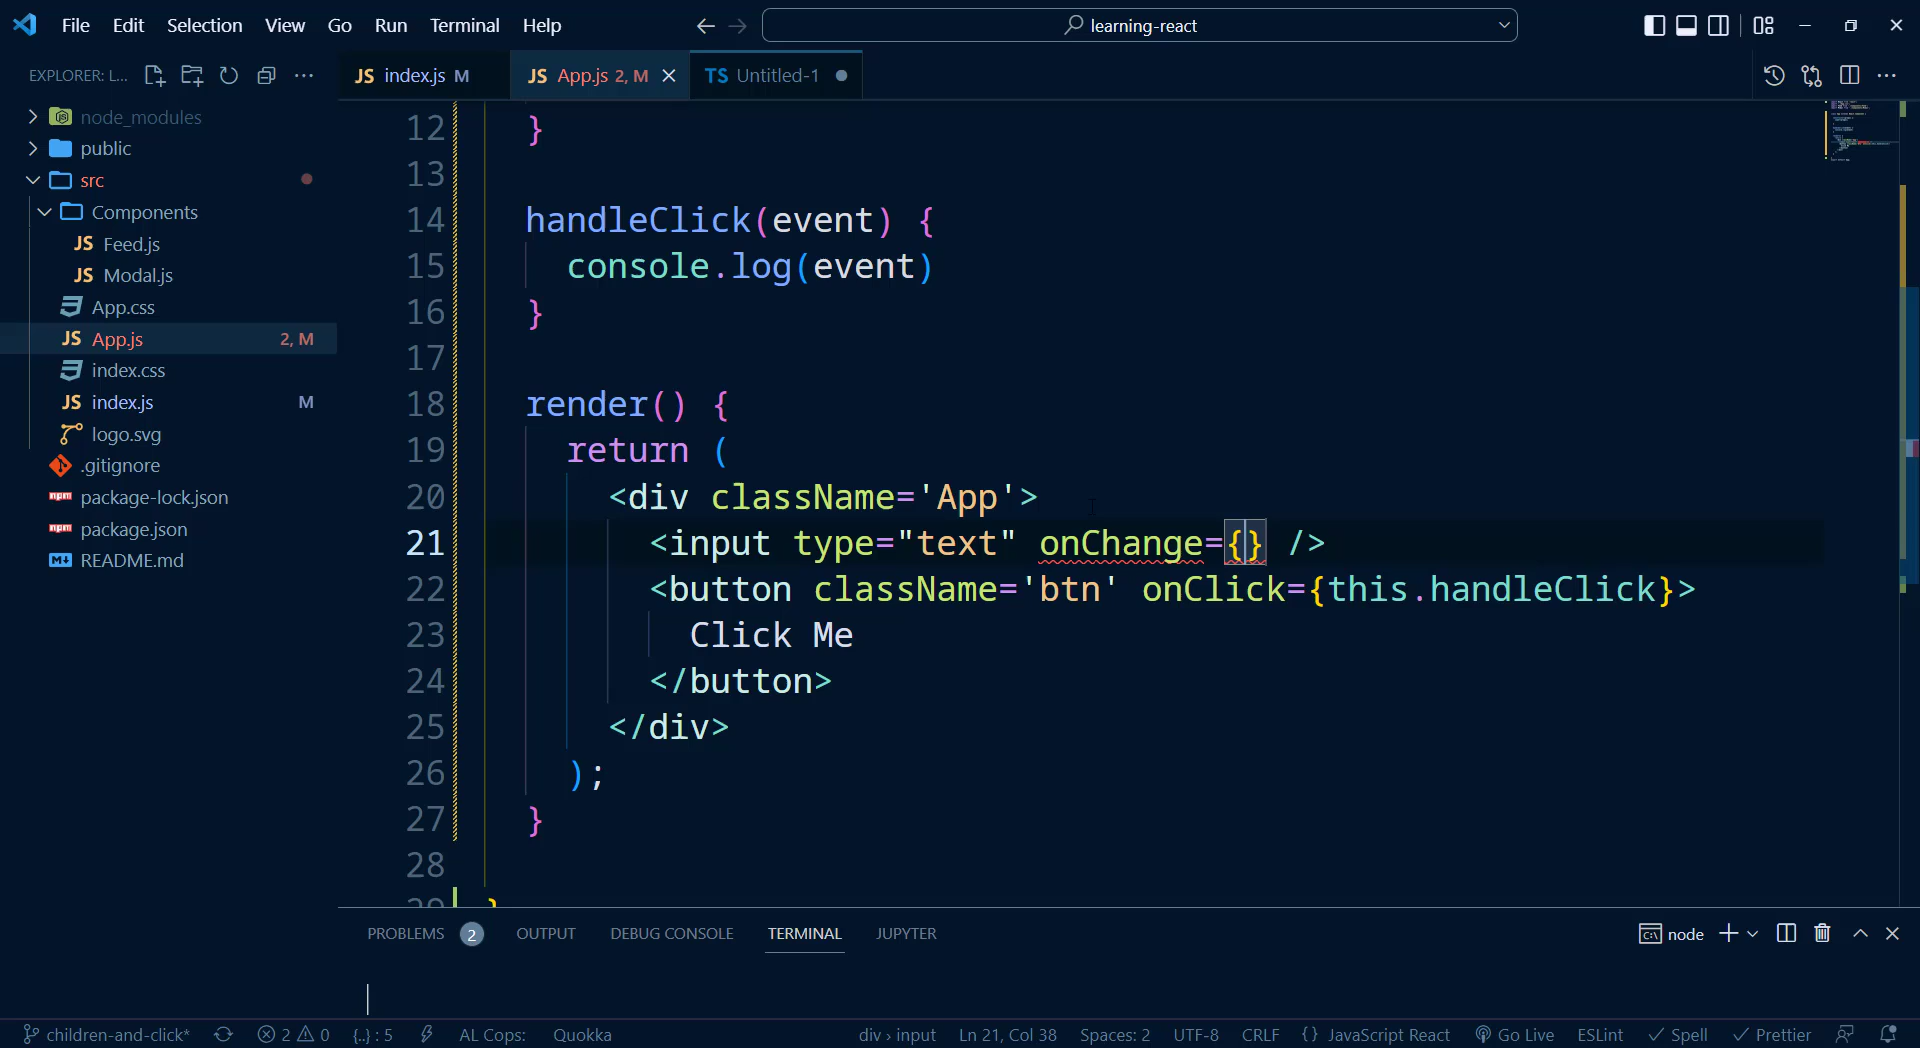 File Edit Selection View Go Run Terminal Help learning-react
EXPLORER: L... JS index.js M JS App.js 2, M TS Untitled-1
node_modules
public
src
Components
JS Feed.js
JS Modal.js
App.css
JS App.js 2, M
index.css
JS index.js M
logo.svg
.gitignore
npm package-lock.json
npm package.json
README.md
12 }
13
14 handleClick(event) {
15 console.log(event)
16 }
17
18 render() {
19 return (
20 <div className='App'>
21 <input type="text" onChange={} />
22 <button className='btn' onClick={this.handleClick}>
23 Click Me
24 </button>
25 </div>
26 );
27 }
28
29 }
PROBLEMS 2 OUTPUT DEBUG CONSOLE TERMINAL JUPYTER node
children-and-click* 2 0 {..} : 5 AL Cops: Quokka div › input Ln 21, Col 38 Spaces: 2 UTF-8 CRLF {} JavaScript React Go Live ESLint Spell Prettier